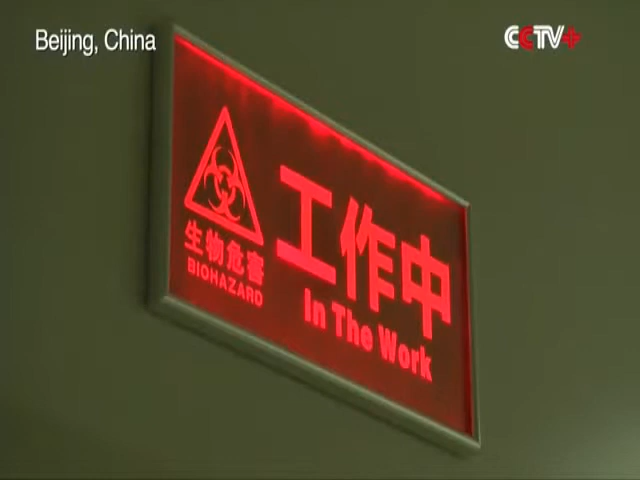 Beijing, China
CCTV+
生物危害
BIOHAZARD
工作中
In The Work